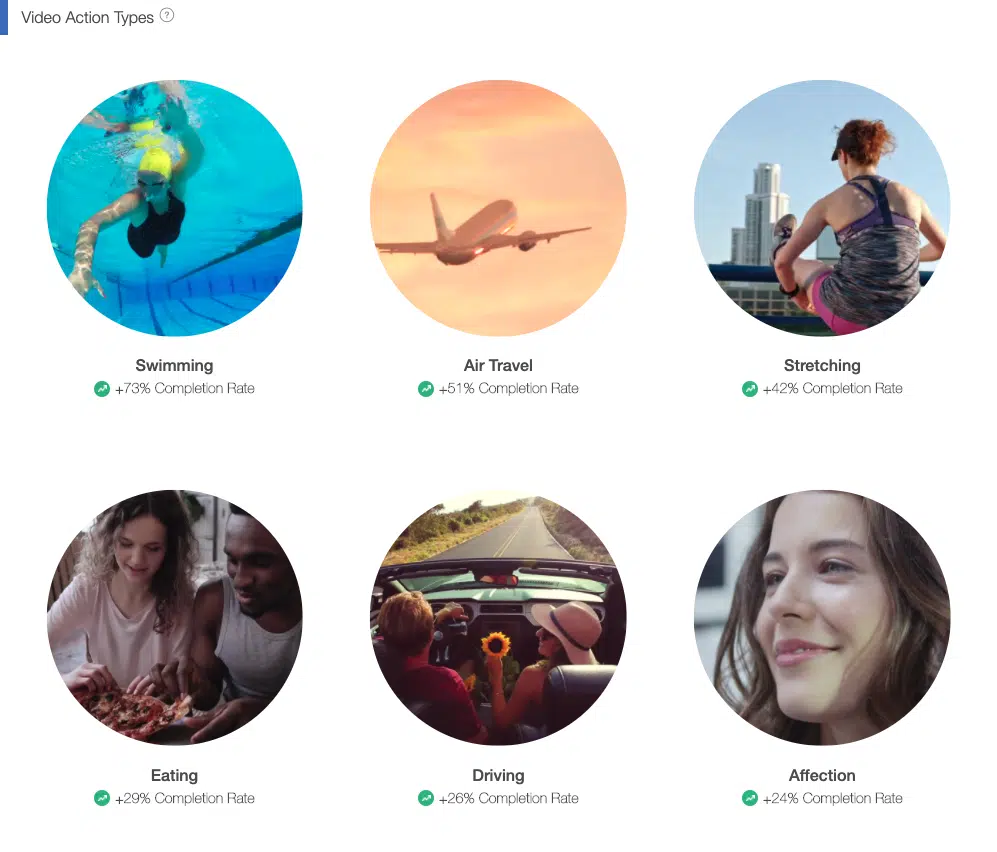 Video Action Types ?
Swimming
+73% Completion Rate
Air Travel
+51% Completion Rate
Stretching
+42% Completion Rate
Eating
+29% Completion Rate
Driving
+26% Completion Rate
Affection
+24% Completion Rate